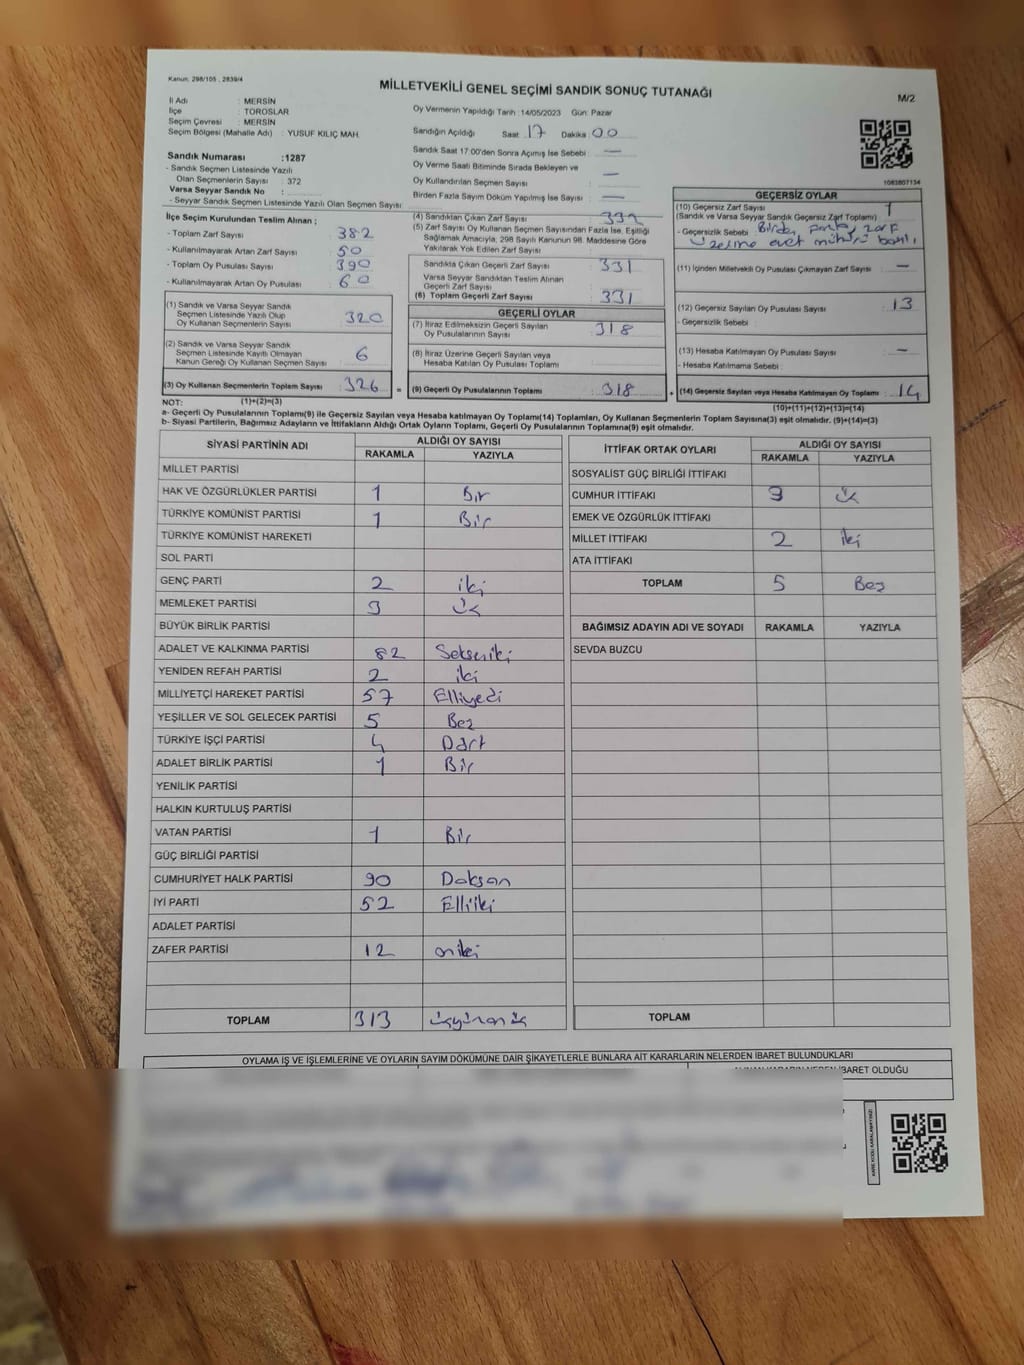 Kanun: 298/105 ; 2839/4
MİLLETVEKİLİ GENEL SEÇİMİ SANDIK SONUÇ TUTANAĞI
M/2
İl Adı : MERSİN
İlçe : TOROSLAR
Seçim Çevresi : MERSİN
Seçim Bölgesi (Mahalle Adı) : YUSUF KILIÇ MAH.
Oy Vermenin Yapıldığı Tarih :14/05/2023 Gün: Pazar
Sandığın Açıldığı Saat 17 Dakika 00
Sandık Saat 17:00'den Sonra Açımış İse Sebebi : —
Oy Verme Saati Bitiminde Sırada Bekleyen ve
Oy Kullandırılan Seçmen Sayısı : —
Birden Fazla Sayım Döküm Yapılmış İse Sayısı : —
Sandık Numarası :1287
- Sandık Seçmen Listesinde Yazılı
Olan Seçmenlerin Sayısı : 372
Varsa Seyyar Sandık No :
- Seyyar Sandık Seçmen Listesinde Yazılı Olan Seçmen Sayısı:
1083807134
İlçe Seçim Kurulundan Teslim Alınan ;
- Toplam Zarf Sayısı : 382
- Kullanılmayarak Artan Zarf Sayısı : 50
- Toplam Oy Pusulası Sayısı : 390
- Kullanılmayarak Artan Oy Pusulası : 60
(1) Sandık ve Varsa Seyyar Sandık
Seçmen Listesinde Yazılı Olup
Oy Kullanan Seçmenlerin Sayısı : 320
(2) Sandık ve Varsa Seyyar Sandık
Seçmen Listesinde Kayıtlı Olmayan
Kanun Gereği Oy Kullanan Seçmen Sayısı : 6
(3) Oy Kullanan Seçmenlerin Toplam Sayısı : 326 =
(4) Sandıktan Çıkan Zarf Sayısı : 332
(5) Zarf Sayısı Oy Kullanan Seçmen Sayısından Fazla İse, Eşitliği
Sağlamak Amacıyla, 298 Sayılı Kanunun 98. Maddesine Göre
Yakılarak Yok Edilen Zarf Sayısı :
Sandıkta Çıkan Geçerli Zarf Sayısı : 331
Varsa Seyyar Sandıktan Teslim Alınan
Geçerli Zarf Sayısı :
(6) Toplam Geçerli Zarf Sayısı : 331
GEÇERLİ OYLAR
(7) İtiraz Edilmeksizin Geçerli Sayılan
Oy Pusulalarının Sayısı : 318
(8) İtiraz Üzerine Geçerli Sayılan veya
Hesaba Katılan Oy Pusulası Toplamı :
(9) Geçerli Oy Pusulalarının Toplamı : 318 +
GEÇERSİZ OYLAR
(10) Geçersiz Zarf Sayısı : 1
(Sandık ve Varsa Seyyar Sandık Geçersiz Zarf Toplamı)
- Geçersizlik Sebebi : zarf
üzerine evet mühürü
(11) İçinden Milletvekili Oy Pusulası Çıkmayan Zarf Sayısı : —
(12) Geçersiz Sayılan Oy Pusulası Sayısı : 13
- Geçersizlik Sebebi :
(13) Hesaba Katılmayan Oy Pusulası Sayısı : —
- Hesaba Katılmama Sebebi :
(14) Geçersiz Sayılan veya Hesaba Katılmayan Oy Toplamı : 14
NOT: (1)+(2)=(3)
(10)+(11)+(12)+(13)=(14)
a- Geçerli Oy Pusulalarının Toplamı(9) ile Geçersiz Sayılan veya Hesaba katılmayan Oy Toplamı(14) Toplamları, Oy Kullanan Seçmenlerin Toplam Sayısına(3) eşit olmalıdır. (9)+(14)=(3)
b- Siyasi Partilerin, Bağımsız Adayların ve İttifakların Aldığı Ortak Oyların Toplamı, Geçerli Oy Pusulalarının Toplamına(9) eşit olmalıdır.
SİYASİ PARTİNİN ADI ALDIĞI OY SAYISI
RAKAMLA YAZIYLA
MİLLET PARTİSİ
HAK VE ÖZGÜRLÜKLER PARTİSİ 1 Bir
TÜRKİYE KOMÜNİST PARTİSİ 1 Bir
TÜRKİYE KOMÜNİST HAREKETİ
SOL PARTİ
GENÇ PARTİ 2 iki
MEMLEKET PARTİSİ 3 üç
BÜYÜK BİRLİK PARTİSİ
ADALET VE KALKINMA PARTİSİ 82 Sekseniki
YENİDEN REFAH PARTİSİ 2 iki
MİLLİYETÇİ HAREKET PARTİSİ 57 Elliyedi
YEŞİLLER VE SOL GELECEK PARTİSİ 5 Beş
TÜRKİYE İŞÇİ PARTİSİ 4 Dört
ADALET BİRLİK PARTİSİ 1 Bir
YENİLİK PARTİSİ
HALKIN KURTULUŞ PARTİSİ
VATAN PARTİSİ 1 Bir
GÜÇ BİRLİĞİ PARTİSİ
CUMHURİYET HALK PARTİSİ 90 Doksan
İYİ PARTİ 52 Elliiki
ADALET PARTİSİ
ZAFER PARTİSİ 12 oniki
TOPLAM 313 üçyüzonüç
İTTİFAK ORTAK OYLARI ALDIĞI OY SAYISI
RAKAMLA YAZIYLA
SOSYALİST GÜÇ BİRLİĞİ İTTİFAKI
CUMHUR İTTİFAKI 3 üç
EMEK VE ÖZGÜRLÜK İTTİFAKI
MİLLET İTTİFAKI 2 iki
ATA İTTİFAKI
TOPLAM 5 Beş
BAĞIMSIZ ADAYIN ADI VE SOYADI RAKAMLA YAZIYLA
SEVDA BUZCU
TOPLAM
OYLAMA İŞ VE İŞLEMLERİNE VE OYLARIN SAYIM DÖKÜMÜNE DAİR ŞİKAYETLERLE BUNLARA AİT KARARLARIN NELERDEN İBARET BULUNDUKLARI
İBARET OLDUĞU